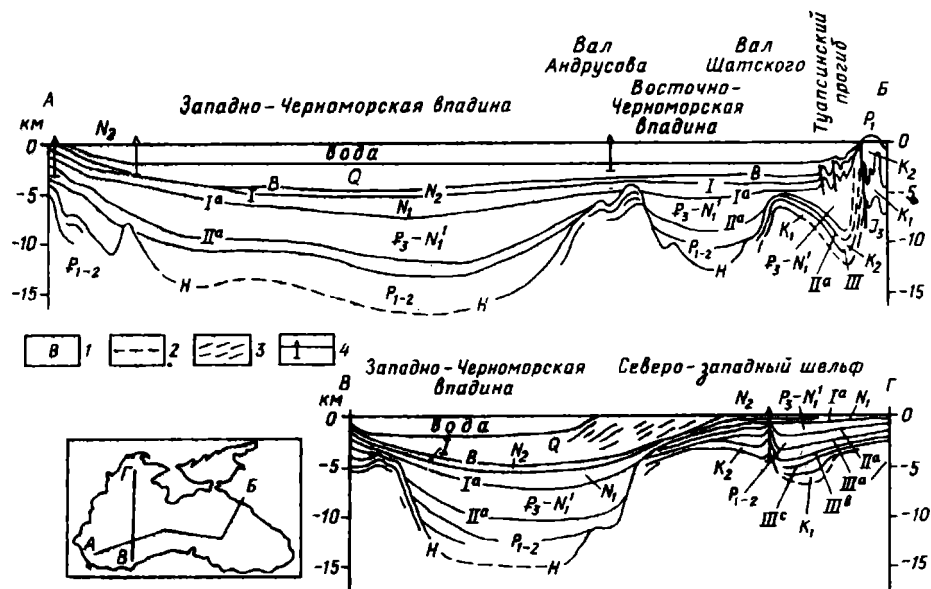 Вал
Андрусова
Вал
Шатского
Туапсинский
прогиб
Западно-Черноморская впадина
Восточно-
Черноморская
впадина
А
Б
км
N₂
P₁
0
0
вода
Q
В
N₂
В
K₂
I
I
Iᵃ
N₁
Iᵃ
-5
-5
P₃-N₁¹
P₃-N₁¹
K₁
IIᵃ
IIᵃ
K₁
J₃
-10
-10
P₁₋₂
P₁₋₂
P₃-N₁¹
K₂
Н
Н
Н
IIᵃ
III
P₁₋₂
-15
-15
В 1
2
3
4
Западно-Черноморская
впадина
Северо-западный шельф
В
Г
км
N₂
P₃-N₁¹
Iᵃ
N₁
0
0
вода
Q
I
В
N₂
-5
-5
Iᵃ
N₁
K₂
IIᵃ
P₃-N₁¹
P₁₋₂
IIIᵃ
IIᵃ
IIIᵇ
IIIᶜ
K₁
-10
-10
P₁₋₂
Н
Н
-15
-15
Г
Б
А
В